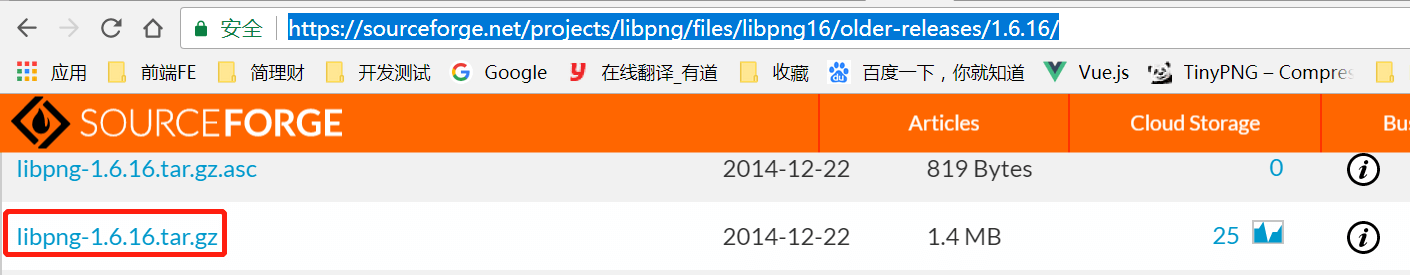 安全 https://sourceforge.net/projects/libpng/files/libpng16/older-releases/1.6.16/
应用 前端FE 简理财 开发测试 Google 在线翻译_有道 收藏 百度一下，你就知道 Vue.js TinyPNG – Compres
SOURCEFORGE Articles Cloud Storage Bu
libpng-1.6.16.tar.gz.asc 2014-12-22 819 Bytes 0
libpng-1.6.16.tar.gz 2014-12-22 1.4 MB 25